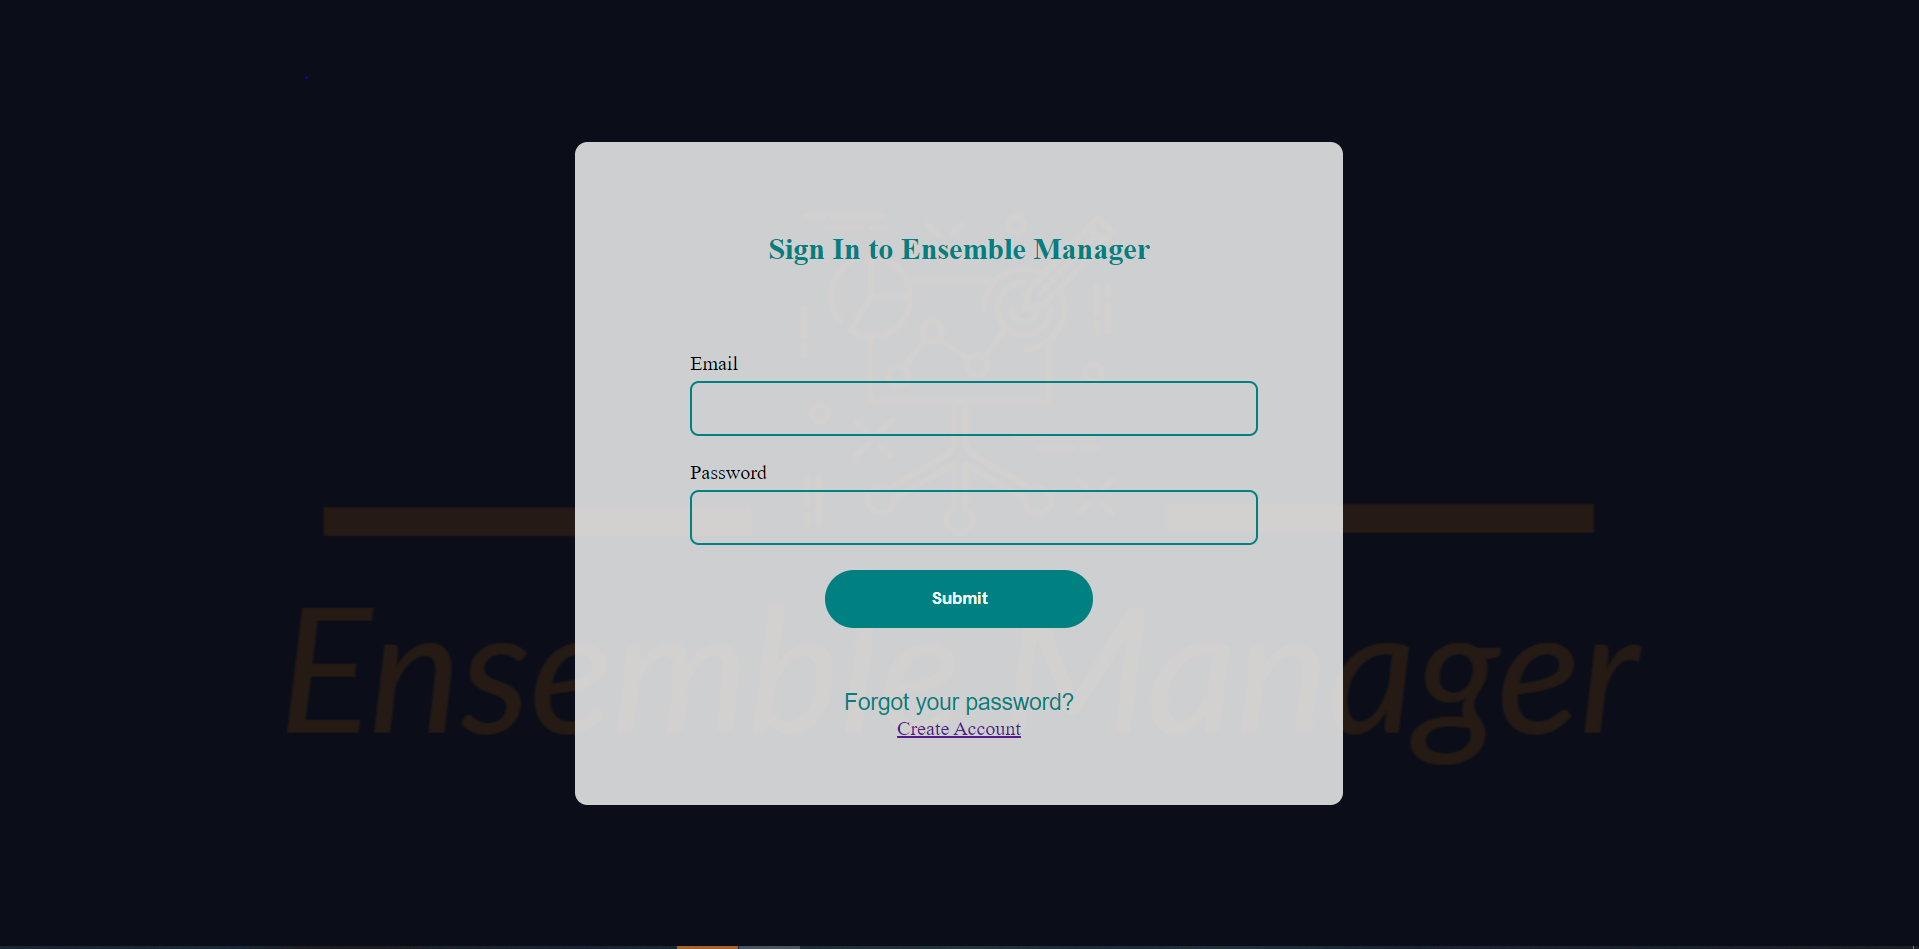 Sign In to Ensemble Manager
Email
Password
Submit
Ensemble Manager
Forgot your password?
Create Account